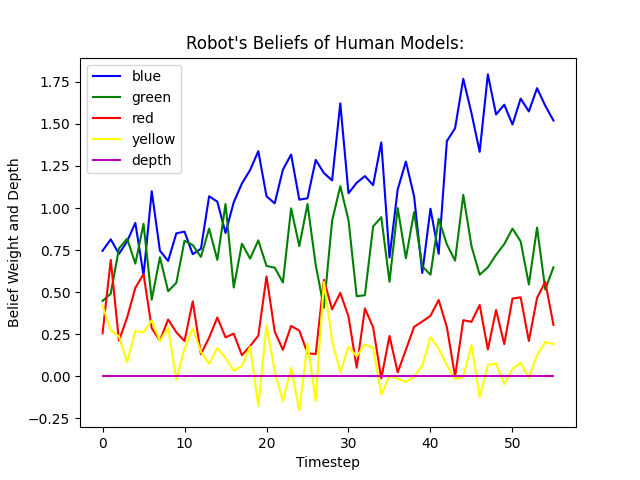 Robot's Beliefs of Human Models:
blue
green
red
yellow
depth
Belief Weight and Depth
1.75
1.50
1.25
1.00
0.75
0.50
0.25
0.00
−0.25
0 10 20 30 40 50
Timestep